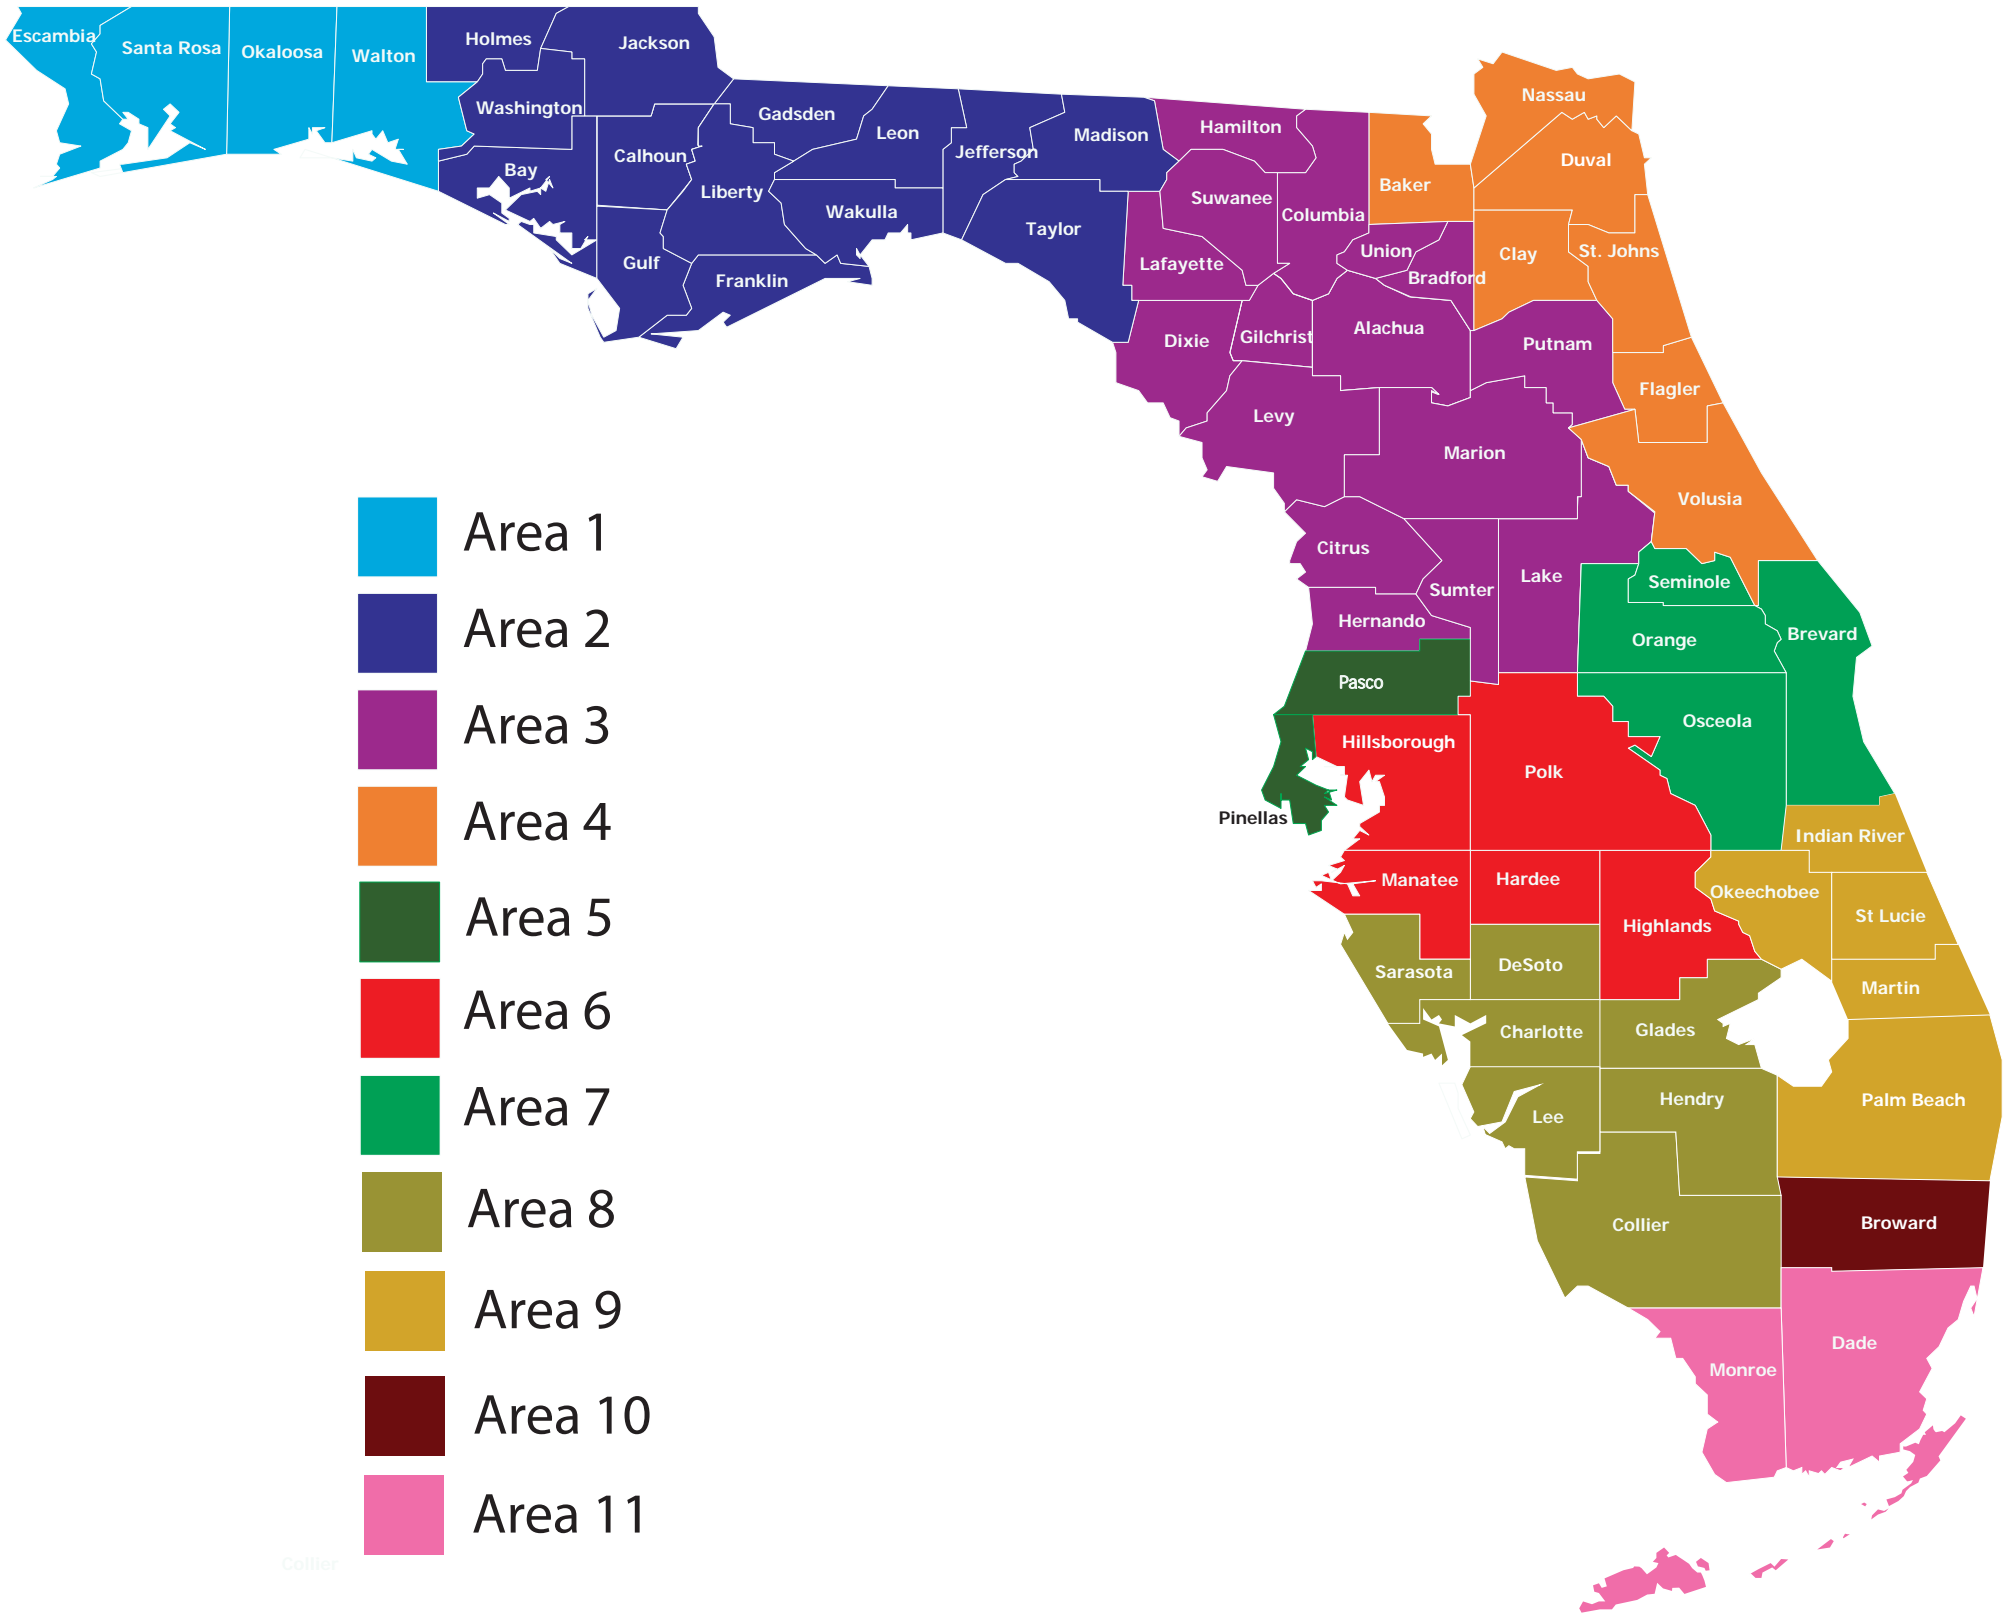 Escambia
Santa Rosa
Okaloosa
Walton
Holmes
Jackson
Washington
Bay
Calhoun
Gulf
Liberty
Gadsden
Franklin
Leon
Wakulla
Jefferson
Madison
Taylor
Hamilton
Suwanee
Lafayette
Columbia
Baker
Union
Bradford
Nassau
Duval
Clay
St. Johns
Dixie
Gilchrist
Alachua
Putnam
Flagler
Levy
Marion
Volusia
Citrus
Sumter
Lake
Seminole
Hernando
Orange
Brevard
Pasco
Osceola
Hillsborough
Polk
Pinellas
Indian River
Manatee
Hardee
Okeechobee
Highlands
St Lucie
Sarasota
DeSoto
Martin
Charlotte
Glades
Lee
Hendry
Palm Beach
Collier
Broward
Monroe
Dade
Area 1
Area 2
Area 3
Area 4
Area 5
Area 6
Area 7
Area 8
Area 9
Area 10
Area 11
Collier